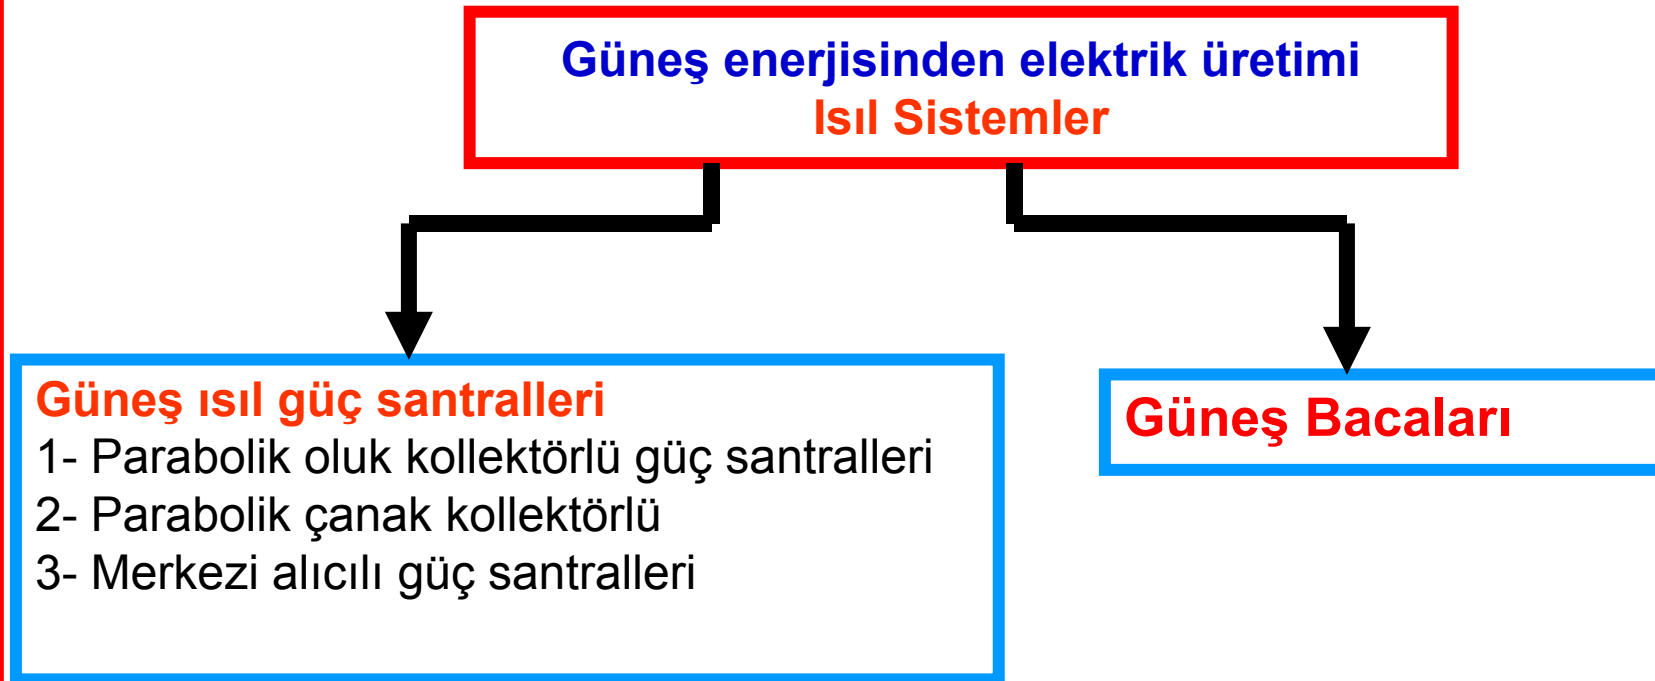 Güneş enerjisinden elektrik üretimi
Isıl Sistemler
Güneş ısıl güç santralleri
1- Parabolik oluk kollektörlü güç santralleri
2- Parabolik çanak kollektörlü
3- Merkezi alıcılı güç santralleri
Güneş Bacaları